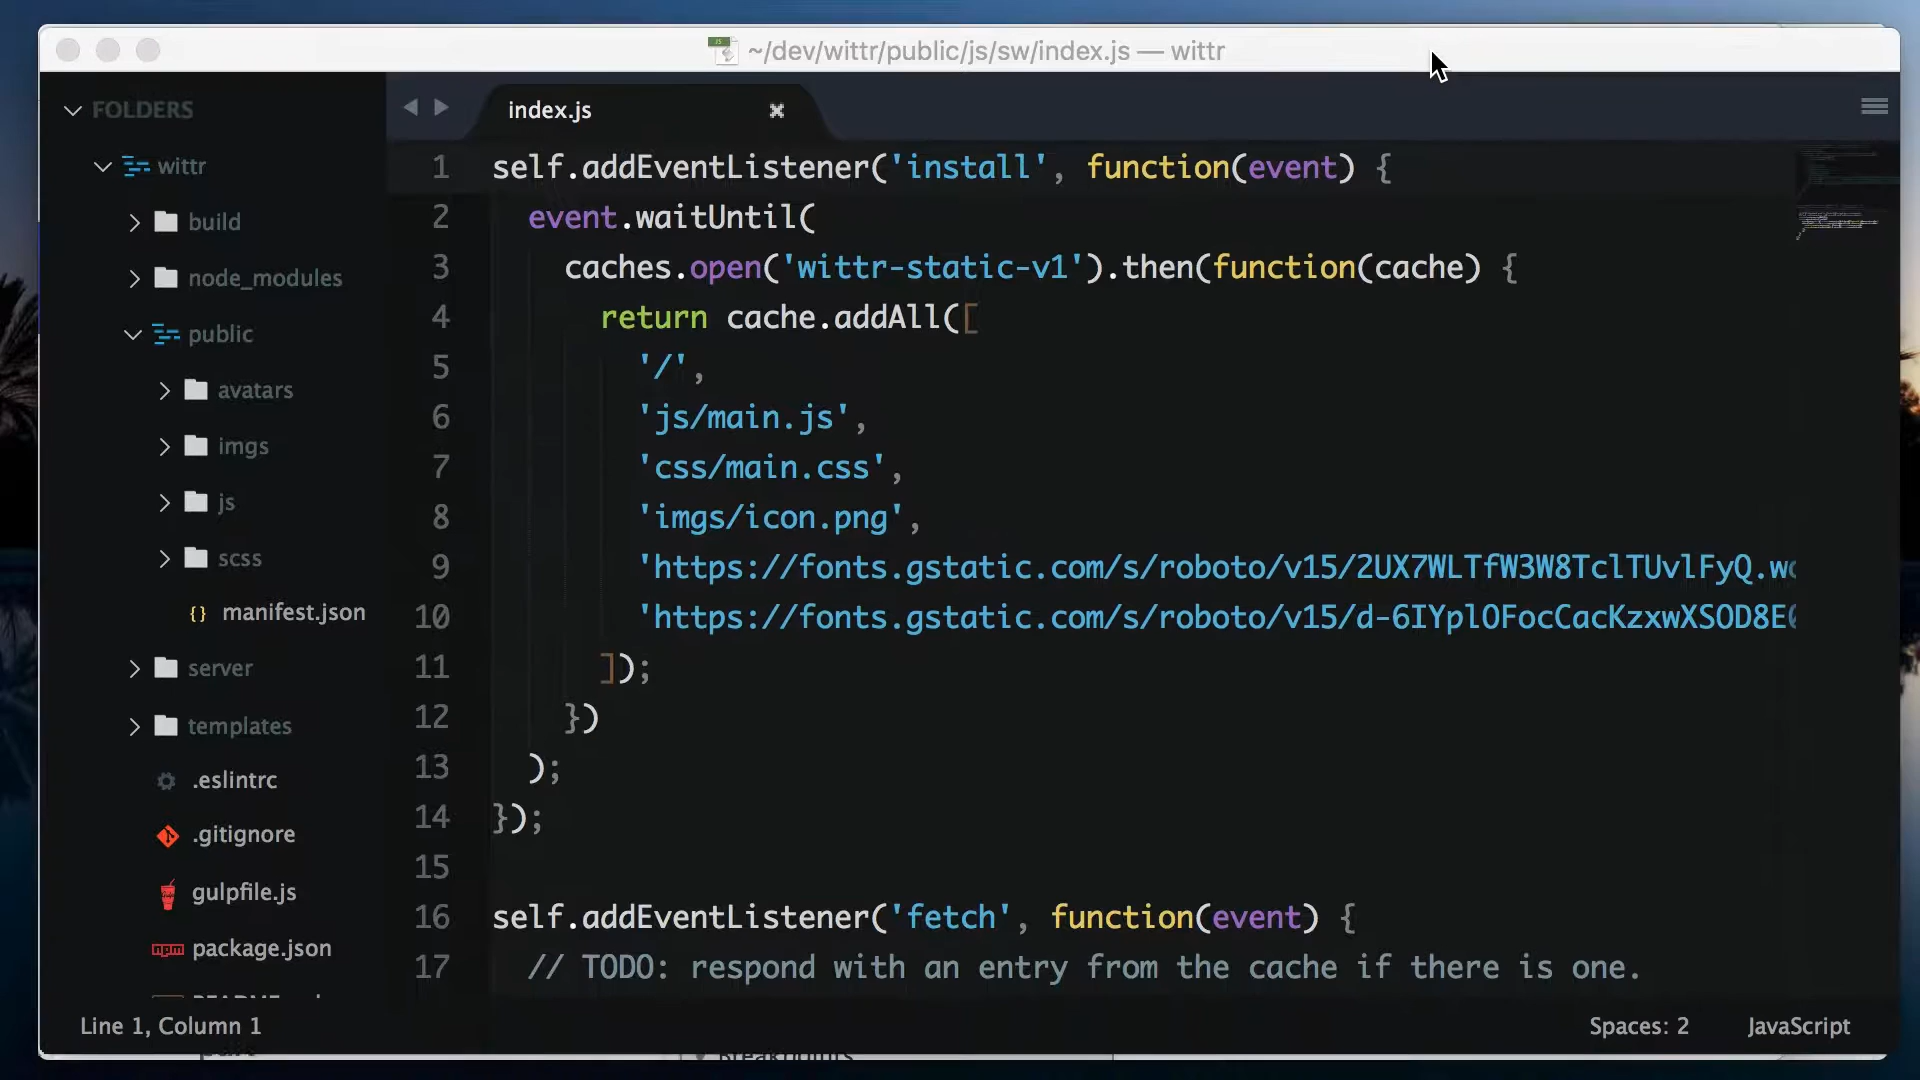 ~/dev/wittr/public/js/sw/index.js — wittr
FOLDERS
wittr
build
node_modules
public
avatars
imgs
js
scss
manifest.json
server
templates
.eslintrc
.gitignore
gulpfile.js
package.json
Line 1, Column 1
index.js
1 self.addEventListener('install', function(event) {
2 event.waitUntil(
3 caches.open('wittr-static-v1').then(function(cache) {
4 return cache.addAll([
5 '/',
6 'js/main.js',
7 'css/main.css',
8 'imgs/icon.png',
9 'https://fonts.gstatic.com/s/roboto/v15/2UX7WLTfW3W8TclTUvlFyQ.wo
10 'https://fonts.gstatic.com/s/roboto/v15/d-6IYplOFocCacKzxwXSOD8E0
11 ]);
12 })
13 );
14 });
15
16 self.addEventListener('fetch', function(event) {
17 // TODO: respond with an entry from the cache if there is one.
Spaces: 2
JavaScript